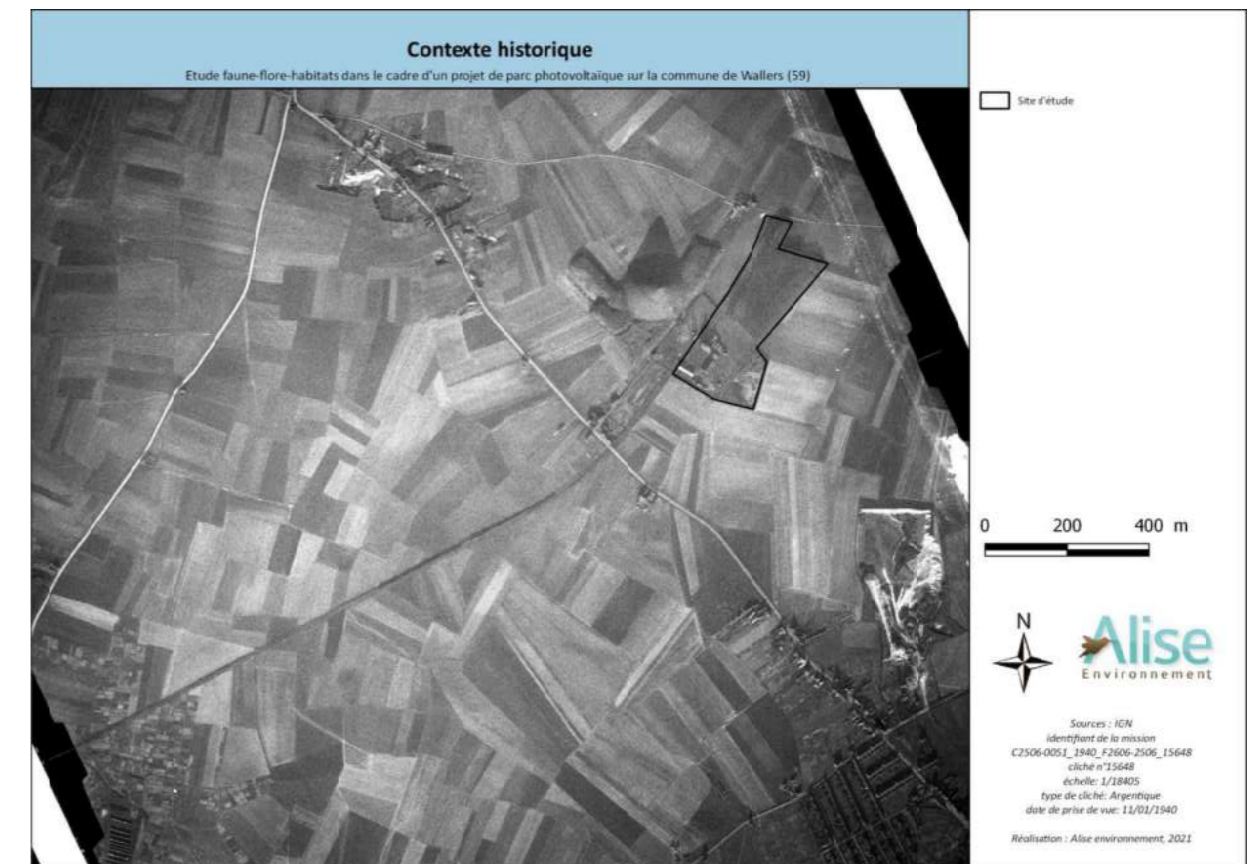 Contexte historique
Etude faune-flore-habitats dans le cadre d'un projet de parc photovoltaïque sur la commune de Wallers (59)
Site d'étude
0 200 400 m
N
Alise
Environnement
Sources : IGN
identifiant de la mission
C2506-0051_1940_F2606-2506_15648
cliché n°15648
échelle: 1/18405
type de cliché: Argentique
date de prise de vue: 11/01/1940
Réalisation : Alise environnement, 2021